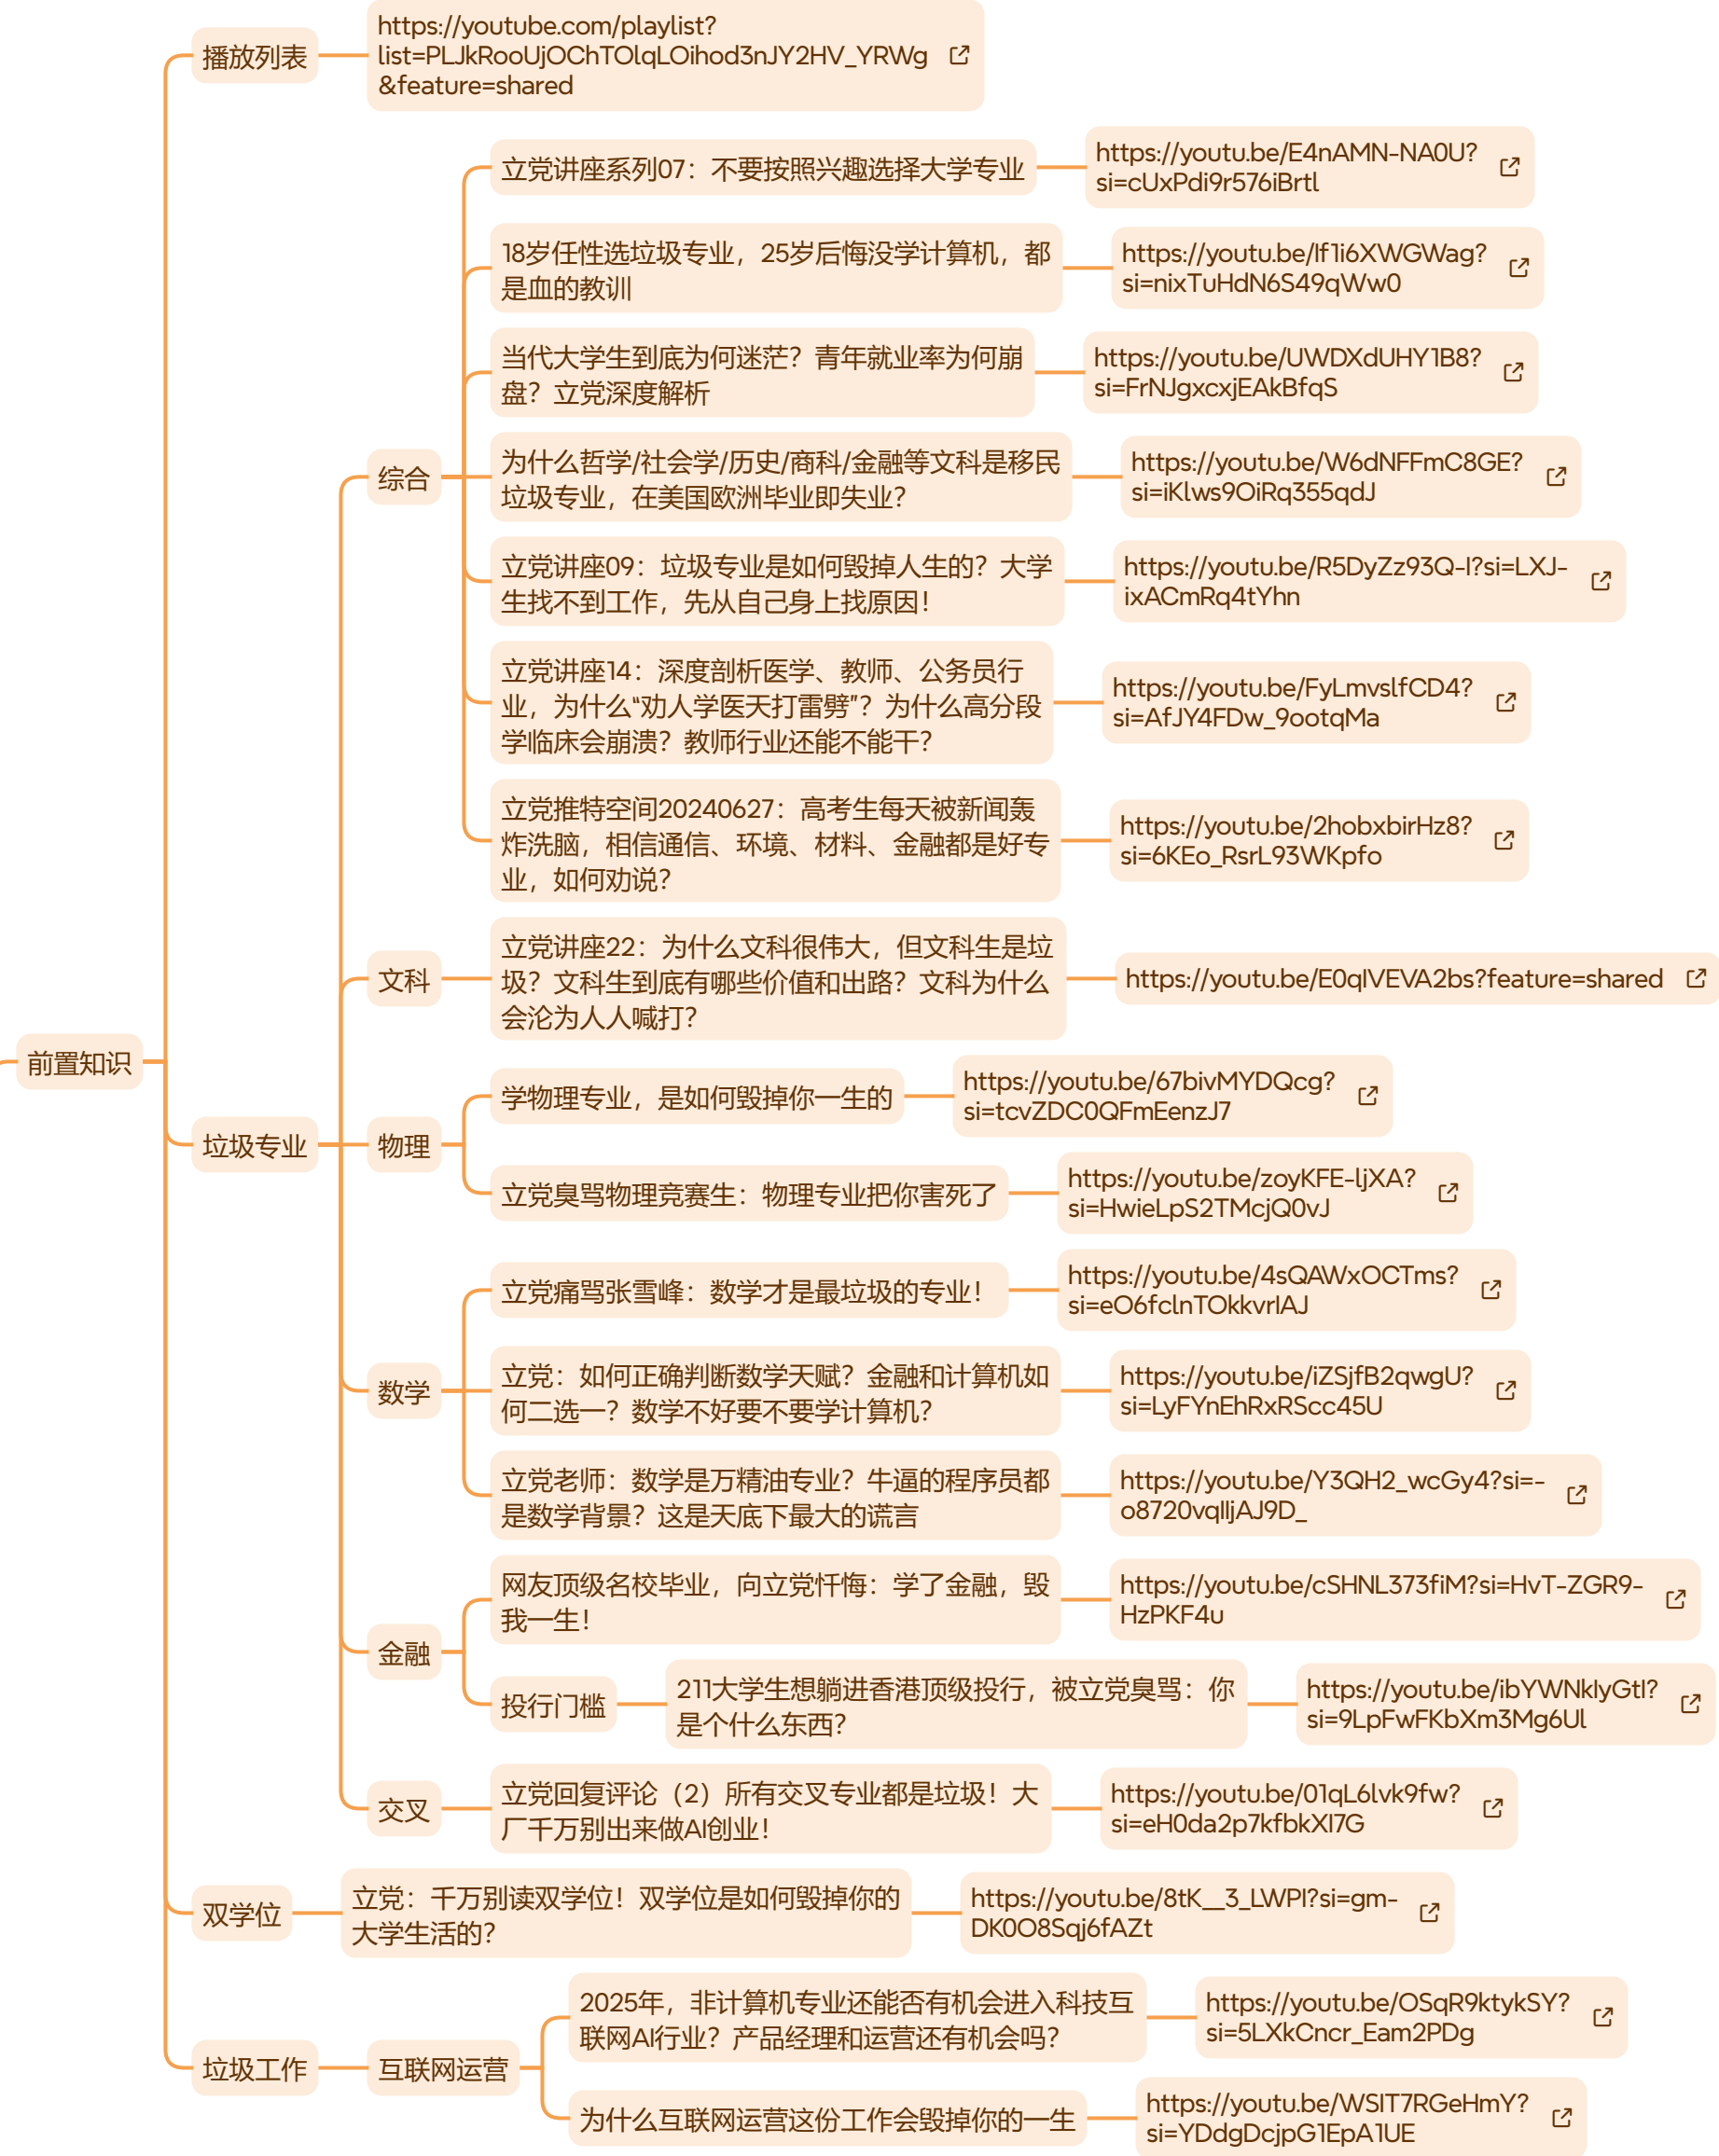 播放列表
https://youtube.com/playlist?
list=PLJkRooUjOChTOlqLOihod3nJY2HV_YRWg
&feature=shared
立党讲座系列07：不要按照兴趣选择大学专业
https://youtu.be/E4nAMN-NA0U?
si=cUxPdi9r576iBrtl
18岁任性选垃圾专业，25岁后悔没学计算机，都
是血的教训
https://youtu.be/lf1i6XWGWag?
si=nixTuHdN6S49qWw0
当代大学生到底为何迷茫？青年就业率为何崩
盘？立党深度解析
https://youtu.be/UWDXdUHY1B8?
si=FrNJgxcxjEAkBfqS
综合
为什么哲学/社会学/历史/商科/金融等文科是移民
垃圾专业，在美国欧洲毕业即失业？
https://youtu.be/W6dNFFmC8GE?
si=iKlws9OiRq355qdJ
立党讲座09：垃圾专业是如何毁掉人生的？大学
生找不到工作，先从自己身上找原因！
https://youtu.be/R5DyZz93Q-I?si=LXJ-
ixACmRq4tYhn
立党讲座14：深度剖析医学、教师、公务员行
业，为什么“劝人学医天打雷劈”？为什么高分段
学临床会崩溃？教师行业还能不能干？
https://youtu.be/FyLmvslfCD4?
si=AfJY4FDw_9ootqMa
立党推特空间20240627：高考生每天被新闻轰
炸洗脑，相信通信、环境、材料、金融都是好专
业，如何劝说？
https://youtu.be/2hobxbirHz8?
si=6KEo_RsrL93WKpfo
文科
立党讲座22：为什么文科很伟大，但文科生是垃
圾？文科生到底有哪些价值和出路？文科为什么
会沦为人人喊打？
https://youtu.be/E0qIVEVA2bs?feature=shared
前置知识
垃圾专业
物理
学物理专业，是如何毁掉你一生的
https://youtu.be/67bivMYDQcg?
si=tcvZDC0QFmEenzJ7
立党臭骂物理竞赛生：物理专业把你害死了
https://youtu.be/zoyKFE-ljXA?
si=HwieLpS2TMcjQ0vJ
数学
立党痛骂张雪峰：数学才是最垃圾的专业！
https://youtu.be/4sQAWxOCTms?
si=eO6fclnTOkkvrIAJ
立党：如何正确判断数学天赋？金融和计算机如
何二选一？数学不好要不要学计算机？
https://youtu.be/iZSjfB2qwgU?
si=LyFYnEhRxRScc45U
立党老师：数学是万精油专业？牛逼的程序员都
是数学背景？这是天底下最大的谎言
https://youtu.be/Y3QH2_wcGy4?si=-
o8720vqlljAJ9D_
金融
网友顶级名校毕业，向立党忏悔：学了金融，毁
我一生！
https://youtu.be/cSHNL373fiM?si=HvT-ZGR9-
HzPKF4u
投行门槛
211大学生想躺进香港顶级投行，被立党臭骂：你
是个什么东西？
https://youtu.be/ibYWNkIyGtI?
si=9LpFwFKbXm3Mg6Ul
交叉
立党回复评论（2）所有交叉专业都是垃圾！大
厂千万别出来做AI创业！
https://youtu.be/01qL6lvk9fw?
si=eH0da2p7kfbkXI7G
双学位
立党：千万别读双学位！双学位是如何毁掉你的
大学生活的？
https://youtu.be/8tK__3_LWPI?si=gm-
DK0O8Sqj6fAZt
垃圾工作
互联网运营
2025年，非计算机专业还能否有机会进入科技互
联网AI行业？产品经理和运营还有机会吗？
https://youtu.be/OSqR9ktykSY?
si=5LXkCncr_Eam2PDg
为什么互联网运营这份工作会毁掉你的一生
https://youtu.be/WSlT7RGeHmY?
si=YDdgDcjpG1EpA1UE